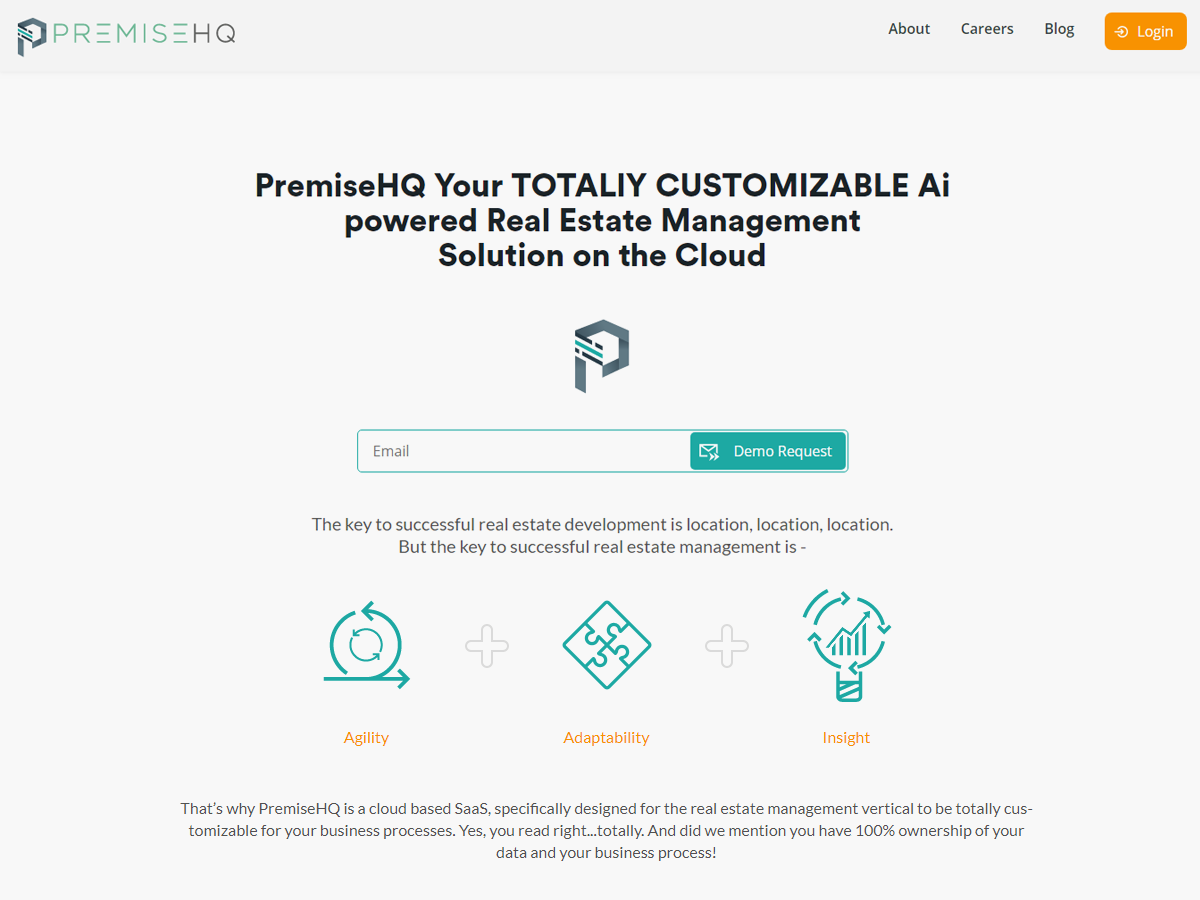 PREMISEHQ
About Careers Blog Login
PremiseHQ Your TOTALlY CUSTOMIZABLE Ai
powered Real Estate Management
Solution on the Cloud
Email Demo Request
The key to successful real estate development is location, location, location.
But the key to successful real estate management is -
Agility Adaptability Insight
That’s why PremiseHQ is a cloud based SaaS, specifically designed for the real estate management vertical to be totally cus-
tomizable for your business processes. Yes, you read right...totally. And did we mention you have 100% ownership of your
data and your business process!